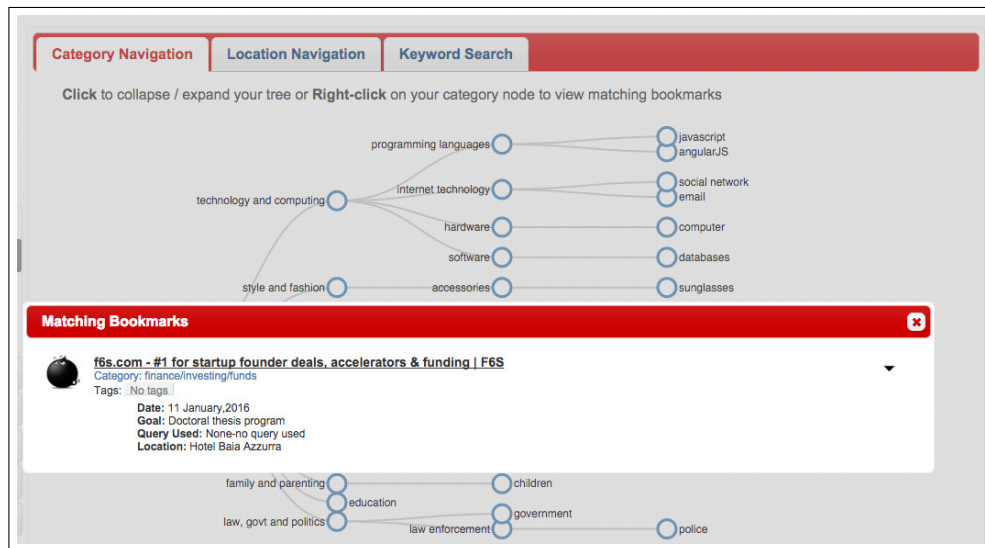 Category Navigation
Location Navigation
Keyword Search
Click to collapse / expand your tree or Right-click on your category node to view matching bookmarks
programming languages
javascript
angularJS
technology and computing
internet technology
social network
email
hardware
computer
software
databases
style and fashion
accessories
sunglasses
Matching Bookmarks
f6s.com - #1 for startup founder deals, accelerators & funding | F6S
Category: finance/investing/funds
Tags: No tags
Date: 11 January,2016
Goal: Doctoral thesis program
Query Used: None-no query used
Location: Hotel Baia Azzurra
family and parenting
children
education
law, govt and politics
government
law enforcement
police